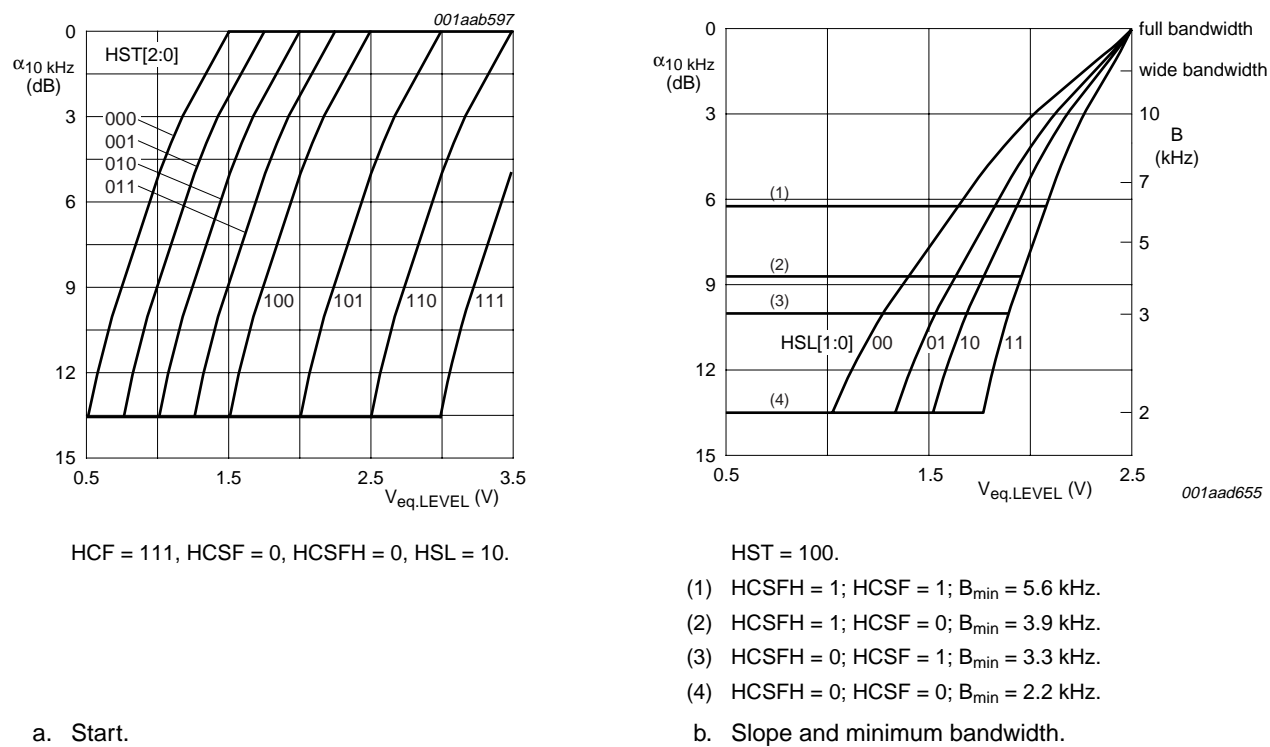 001aab597
0
3
6
9
12
15
α10 kHz
(dB)
HST[2:0]
000
001
010
011
100
101
110
111
0.5
1.5
2.5
3.5
Veq.LEVEL (V)
HCF = 111, HCSF = 0, HCSFH = 0, HSL = 10.
a. Start.
0
3
6
9
12
15
α10 kHz
(dB)
full bandwidth
wide bandwidth
10
B
(kHz)
7
5
3
2
(1)
(2)
(3)
(4)
HSL[1:0]
00
01
10
11
0.5
1.5
2.5
Veq.LEVEL (V)
001aad655
HST = 100.
(1) HCSFH = 1; HCSF = 1; Bmin = 5.6 kHz.
(2) HCSFH = 1; HCSF = 0; Bmin = 3.9 kHz.
(3) HCSFH = 0; HCSF = 1; Bmin = 3.3 kHz.
(4) HCSFH = 0; HCSF = 0; Bmin = 2.2 kHz.
b. Slope and minimum bandwidth.